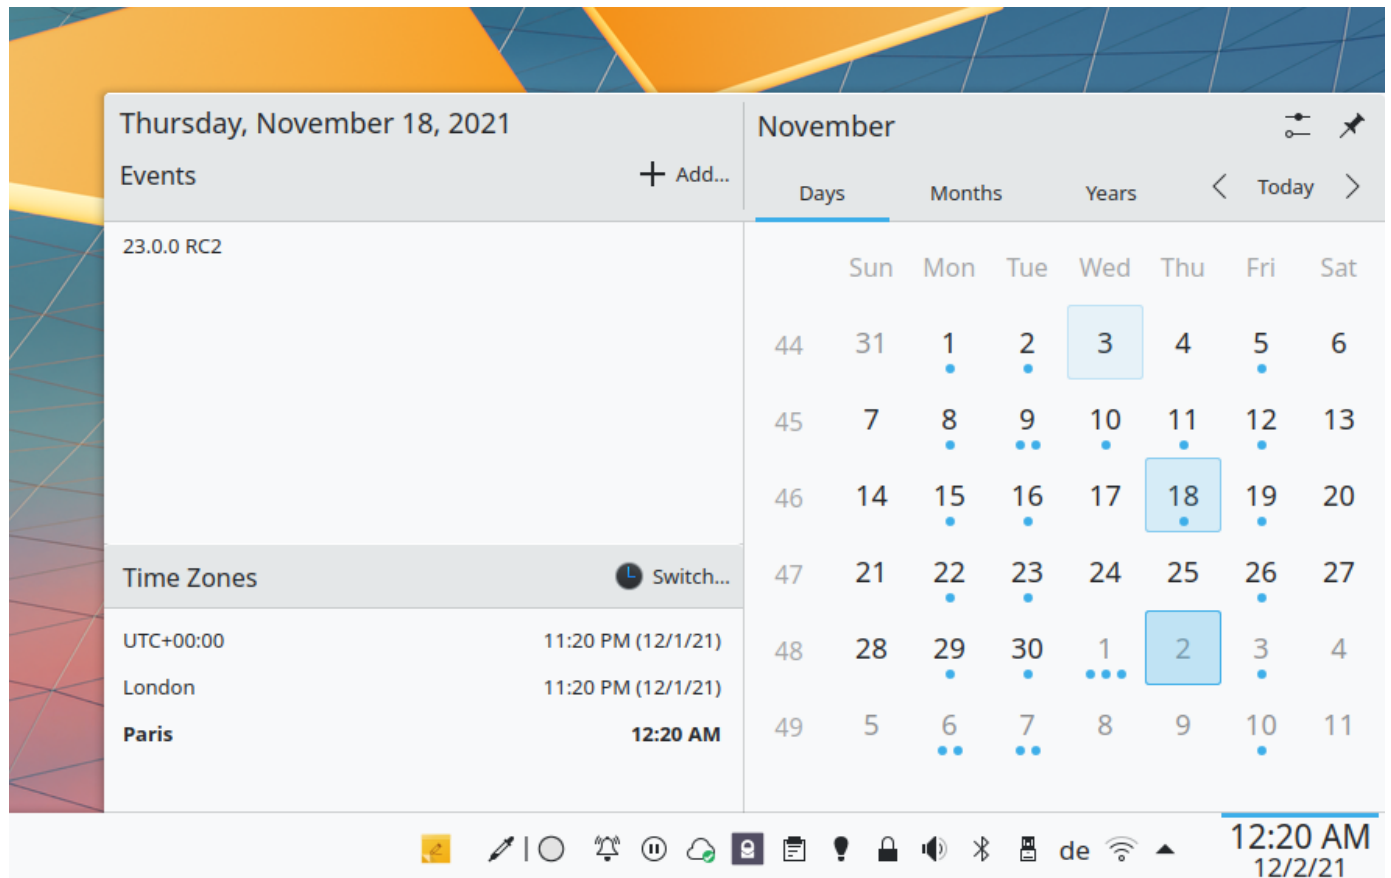 Thursday, November 18, 2021
Events
Add...
23.0.0 RC2
Time Zones
Switch...
UTC+00:00 11:20 PM (12/1/21)
London 11:20 PM (12/1/21)
Paris 12:20 AM
November
Days Months Years Today
Sun Mon Tue Wed Thu Fri Sat
44 31 1 2 3 4 5 6
45 7 8 9 10 11 12 13
46 14 15 16 17 18 19 20
47 21 22 23 24 25 26 27
48 28 29 30 1 2 3 4
49 5 6 7 8 9 10 11
de
12:20 AM
12/2/21